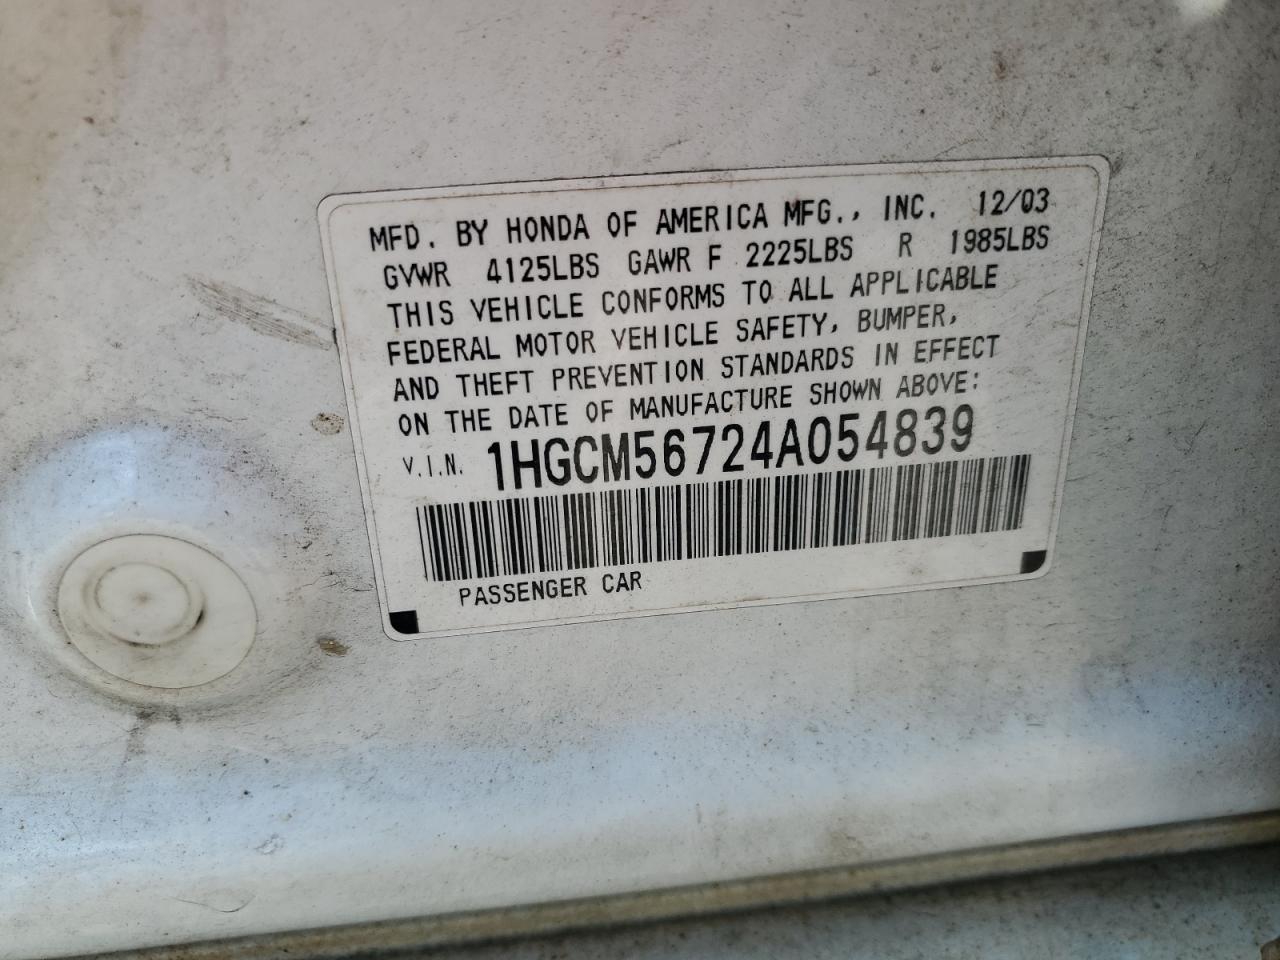 MFD. BY HONDA OF AMERICA MFG., INC. 12/03
GVWR 4125LBS GAWR F 2225LBS R 1985LBS
THIS VEHICLE CONFORMS TO ALL APPLICABLE
FEDERAL MOTOR VEHICLE SAFETY, BUMPER,
AND THEFT PREVENTION STANDARDS IN EFFECT
ON THE DATE OF MANUFACTURE SHOWN ABOVE:
V.I.N. 1HGCM56724A054839
PASSENGER CAR